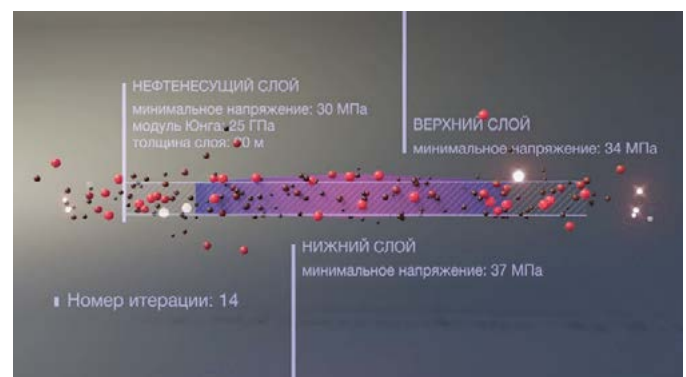 НЕФТЕНЕСУЩИЙ СЛОЙ
минимальное напряжение: 30 МПа
модуль Юнга: 25 ГПа
толщина слоя: м
ВЕРХНИЙ СЛОЙ
минимальное напряжение: 34 МПа
НИЖНИЙ СЛОЙ
минимальное напряжение: 37 МПа
Номер итерации: 14